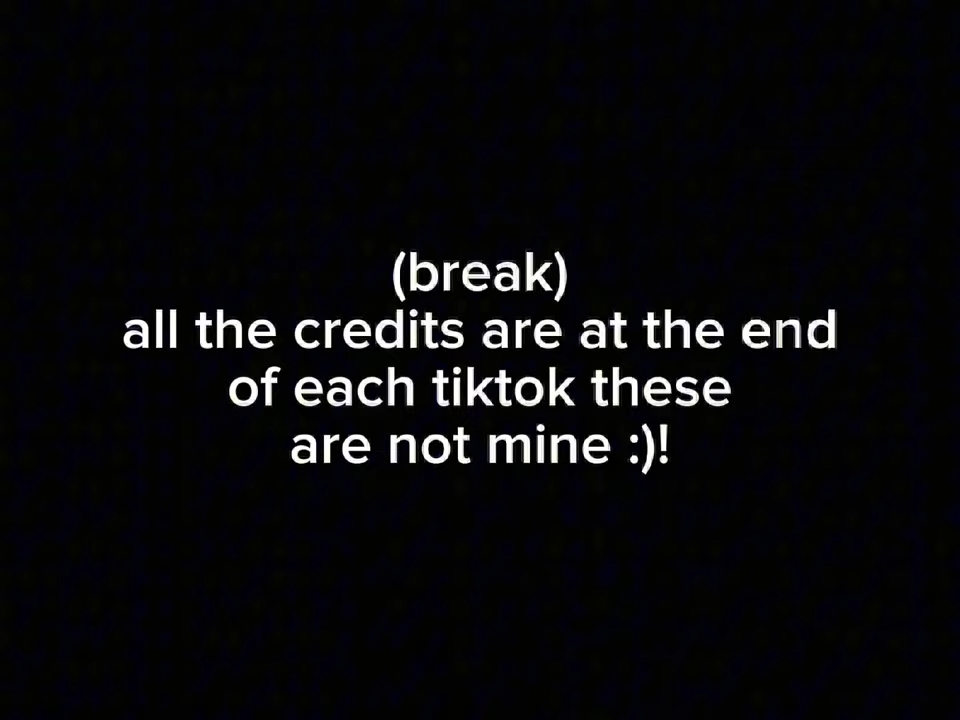 (break)
all the credits are at the end
of each tiktok these
are not mine :)!